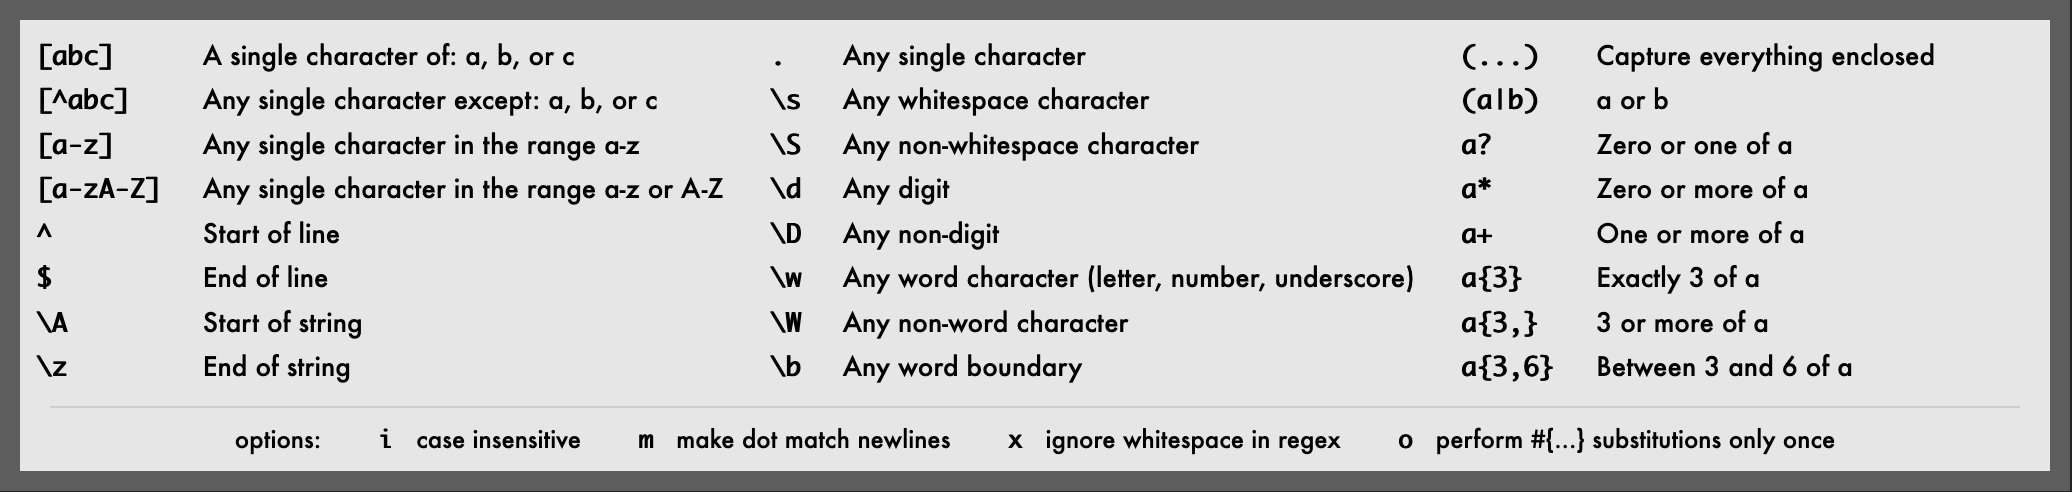 [abc] A single character of: a, b, or c . Any single character (...) Capture everything enclosed
[^abc] Any single character except: a, b, or c \s Any whitespace character (a|b) a or b
[a-z] Any single character in the range a-z \S Any non-whitespace character a? Zero or one of a
[a-zA-Z] Any single character in the range a-z or A-Z \d Any digit a* Zero or more of a
^ Start of line \D Any non-digit a+ One or more of a
$ End of line \w Any word character (letter, number, underscore) a{3} Exactly 3 of a
\A Start of string \W Any non-word character a{3,} 3 or more of a
\z End of string \b Any word boundary a{3,6} Between 3 and 6 of a
options: i case insensitive m make dot match newlines x ignore whitespace in regex o perform #{...} substitutions only once